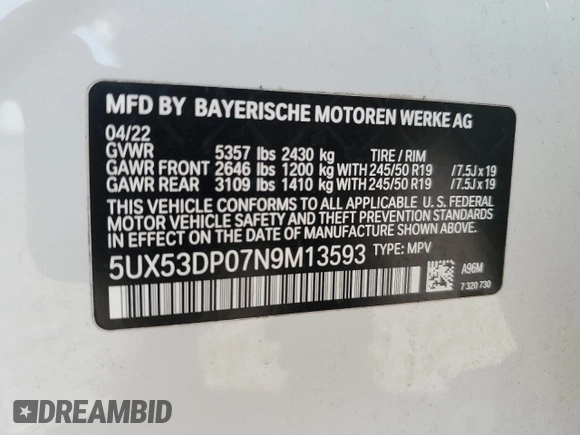 MFD BY BAYERISCHE MOTOREN WERKE AG
04/22
GVWR 5357 lbs 2430 kg TIRE / RIM
GAWR FRONT 2646 lbs 1200 kg WITH 245/50 R19 /7.5J x 19
GAWR REAR 3109 lbs 1410 kg WITH 245/50 R19 /7.5J x 19
THIS VEHICLE CONFORMS TO ALL APPLICABLE U. S. FEDERAL
MOTOR VEHICLE SAFETY AND THEFT PREVENTION STANDARDS
IN EFFECT ON THE DATE OF MANUFACTURE SHOWN ABOVE.
5UX53DP07N9M13593 TYPE: MPV
A96M
7 320 730
DREAMBID